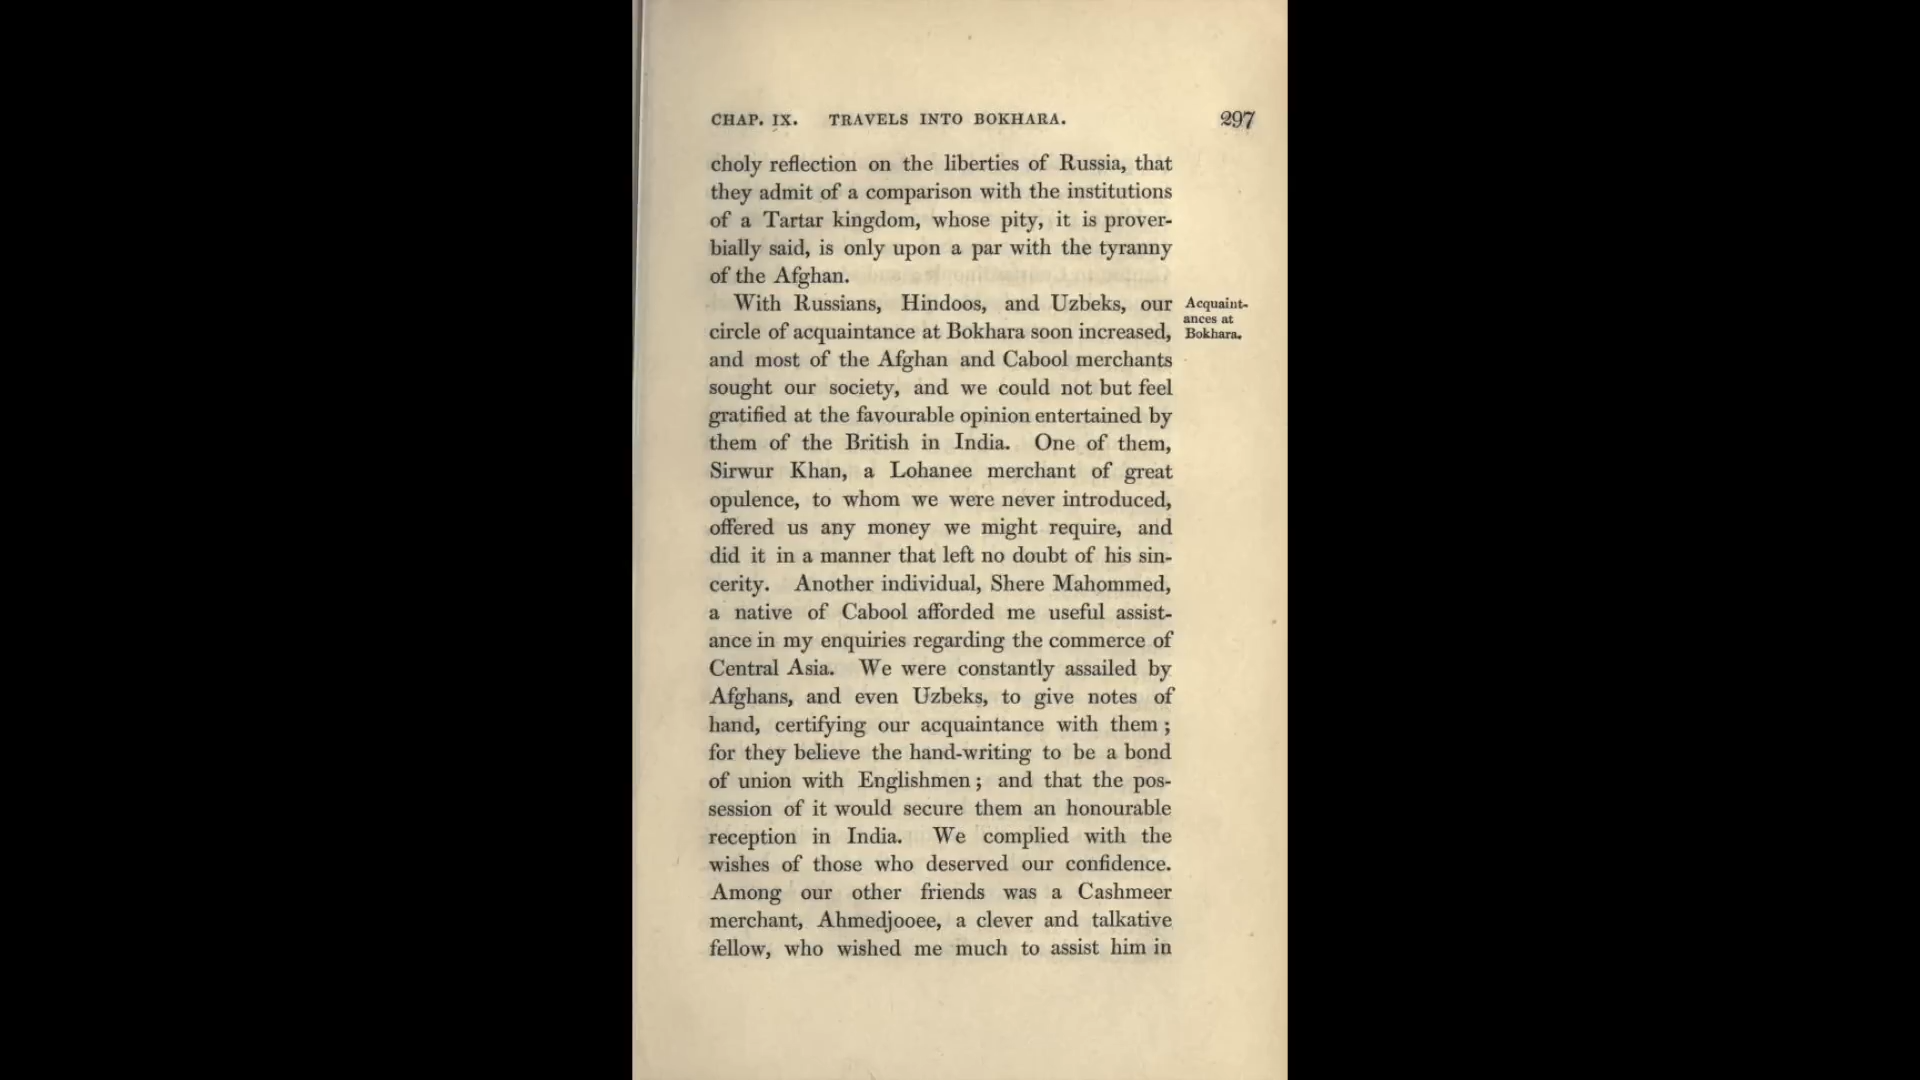 CHAP. IX. TRAVELS INTO BOKHARA. 297
choly reflection on the liberties of Russia, that
they admit of a comparison with the institutions
of a Tartar kingdom, whose pity, it is prover-
bially said, is only upon a par with the tyranny
of the Afghan.
With Russians, Hindoos, and Uzbeks, our
circle of acquaintance at Bokhara soon increased,
and most of the Afghan and Cabool merchants
sought our society, and we could not but feel
gratified at the favourable opinion entertained by
them of the British in India. One of them,
Sirwur Khan, a Lohanee merchant of great
opulence, to whom we were never introduced,
offered us any money we might require, and
did it in a manner that left no doubt of his sin-
cerity. Another individual, Shere Mahommed,
a native of Cabool afforded me useful assist-
ance in my enquiries regarding the commerce of
Central Asia. We were constantly assailed by
Afghans, and even Uzbeks, to give notes of
hand, certifying our acquaintance with them ;
for they believe the hand-writing to be a bond
of union with Englishmen ; and that the pos-
session of it would secure them an honourable
reception in India. We complied with the
wishes of those who deserved our confidence.
Among our other friends was a Cashmeer
merchant, Ahmedjooee, a clever and talkative
fellow, who wished me much to assist him in
Acquaint-
ances at
Bokhara.